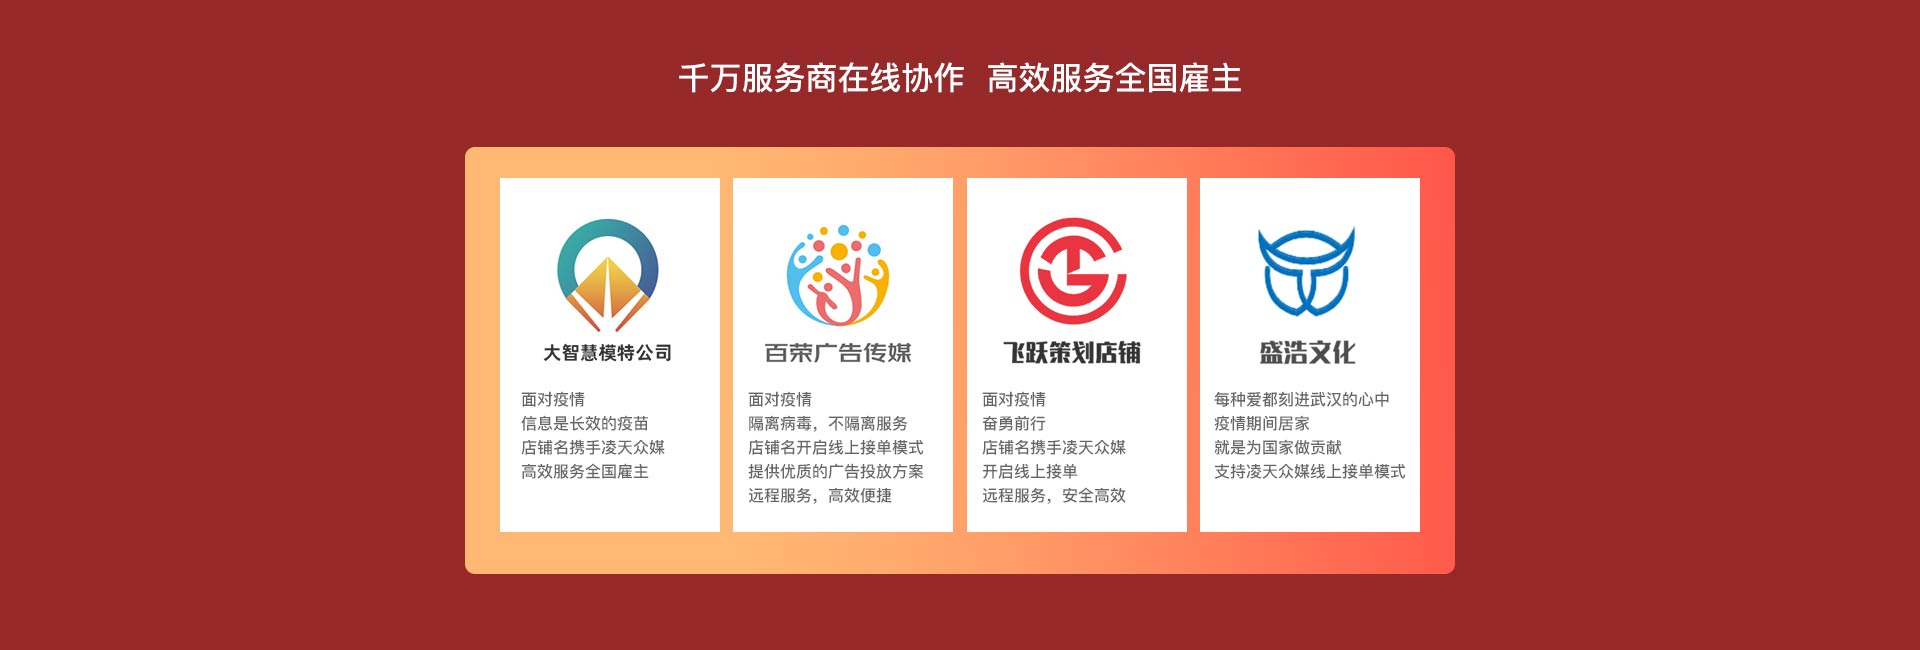 千万服务商在线协作 高效服务全国雇主
大智慧模特公司
面对疫情
信息是长效的疫苗
店铺名携手凌天众媒
高效服务全国雇主
百荣广告传媒
面对疫情
隔离病毒，不隔离服务
店铺名开启线上接单模式
提供优质的广告投放方案
远程服务，高效便捷
飞跃策划店铺
面对疫情
奋勇前行
店铺名携手凌天众媒
开启线上接单
远程服务，安全高效
盛浩文化
每种爱都刻进武汉的心中
疫情期间居家
就是为国家做贡献
支持凌天众媒线上接单模式